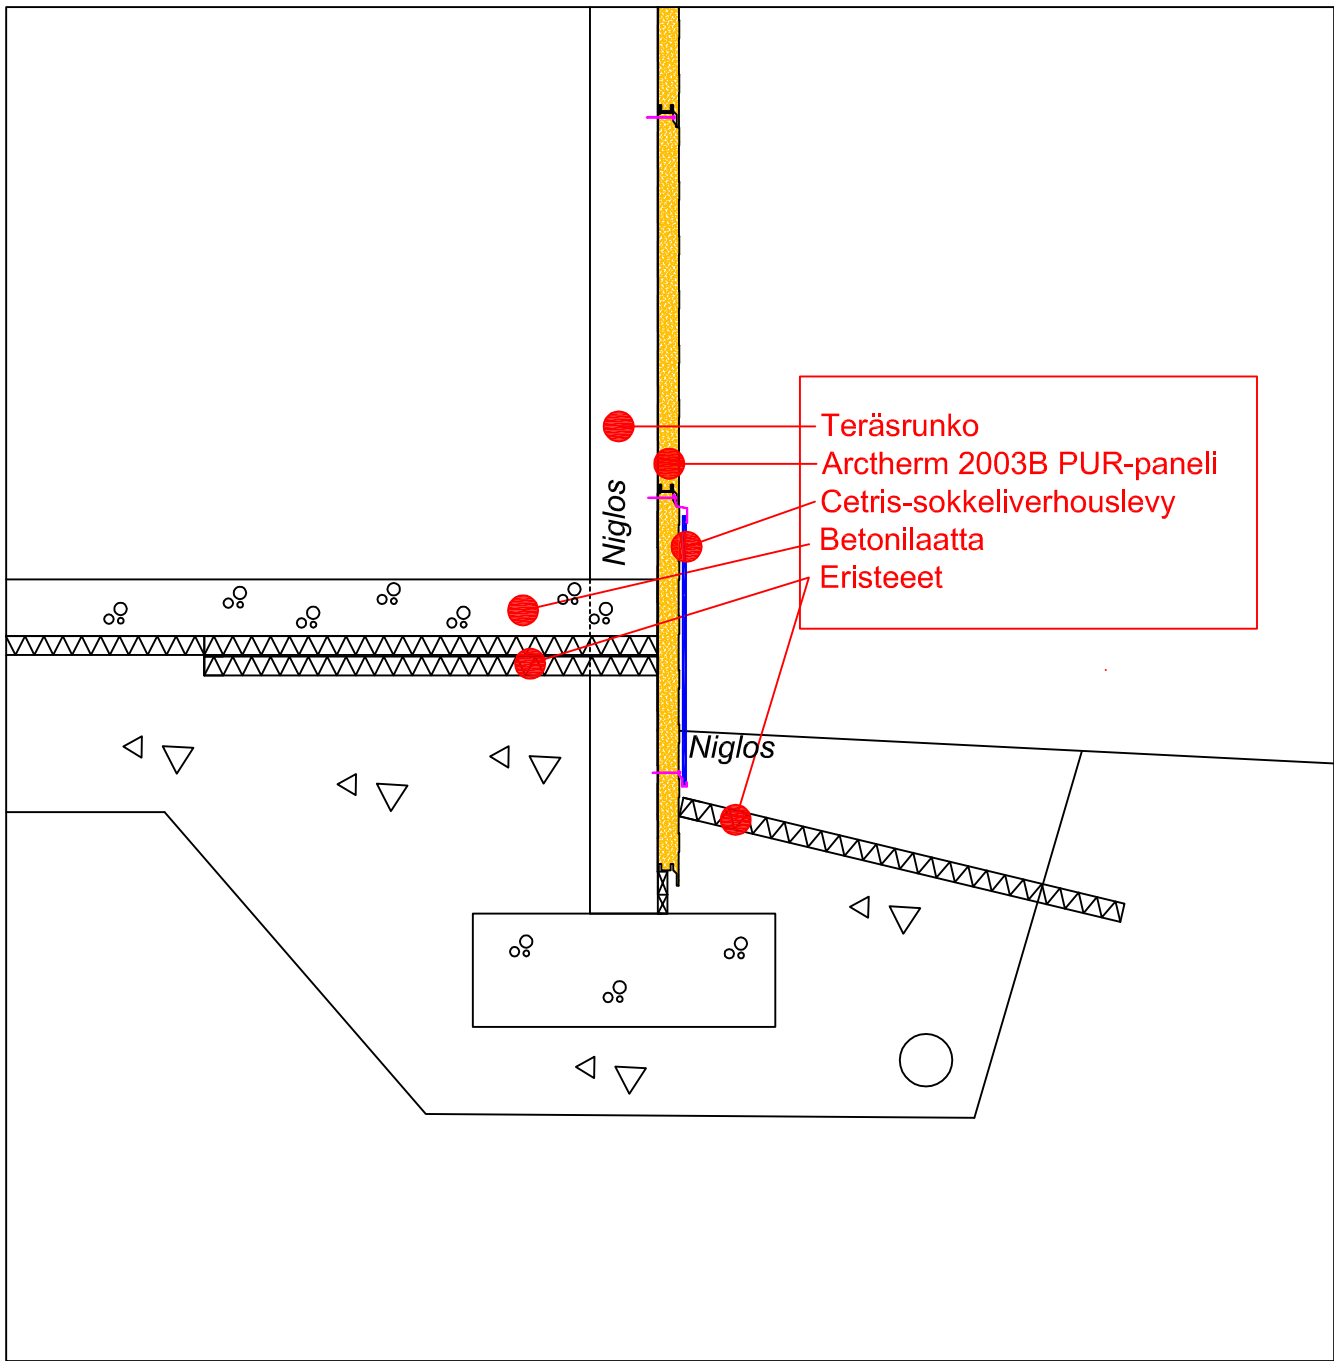 Teräsrunko
Arctherm 2003B PUR-paneli
Cetris-sokkeliverhouslevy
Betonilaatta
Eristeeet
Niglos
Niglos